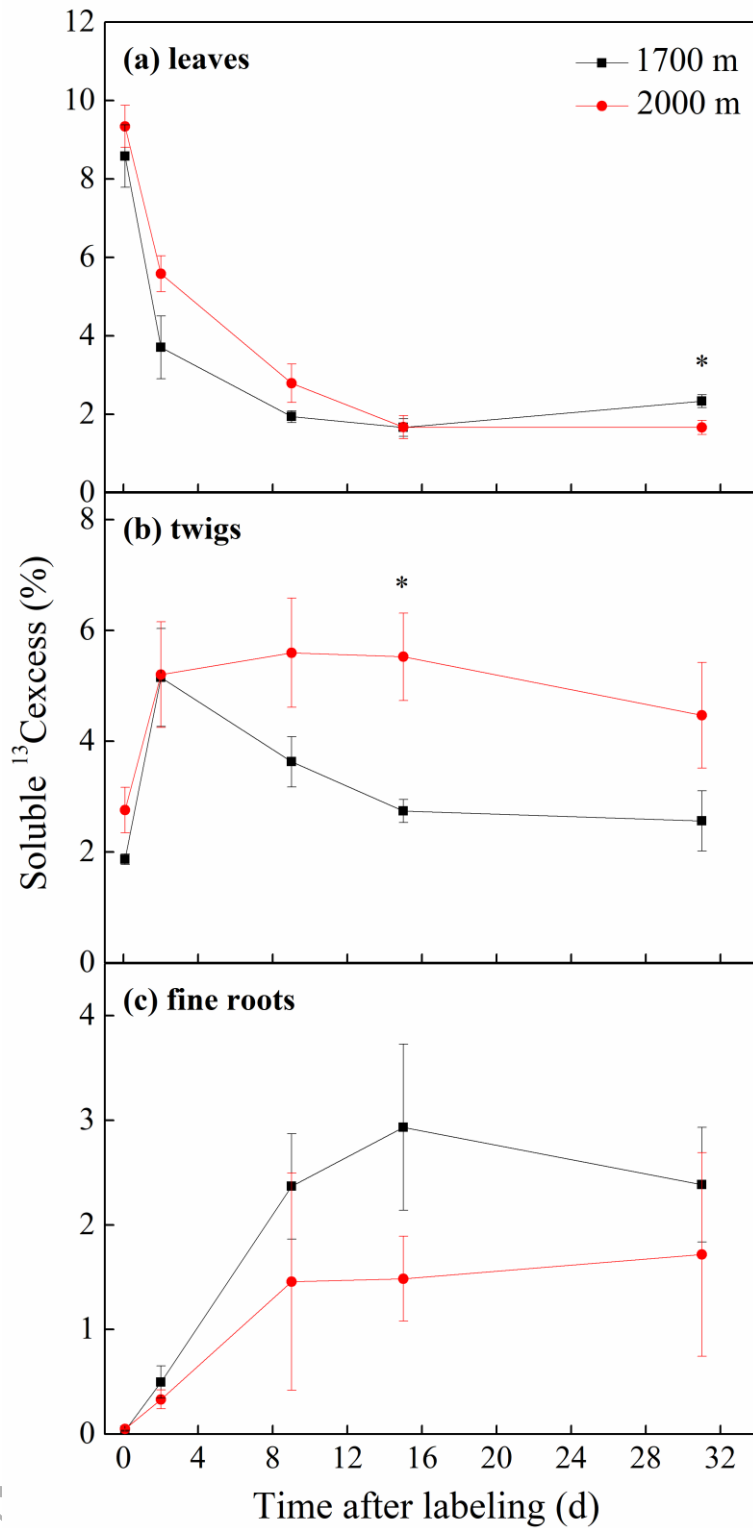 12
(a) leaves
1700 m
2000 m
10
8
6
4
*
2
0
8
(b) twigs
*
6
4
2
0
(c) fine roots
4
3
2
1
0
0 4 8 12 16 20 24 28 32
Time after labeling (d)
Soluble ¹³Cexcess (%)